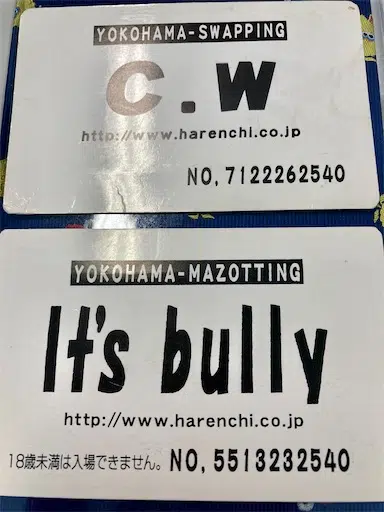 YOKOHAMA-SWAPPING
C.W
http://www.harenchi.co.jp
NO,7122262540
YOKOHAMA-MAZOTTING
It's bully
http://www.harenchi.co.jp
18歳未満は入場できません。 NO,5513232540